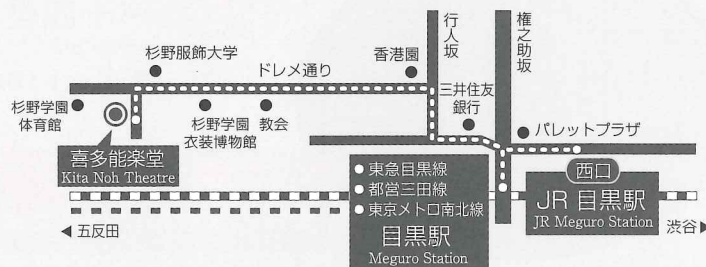 杉野服飾大学
ドレメ通り
香港園
行人坂
権之助坂
三井住友
銀行
パレットプラザ
杉野学園
体育館
杉野学園
衣装博物館
教会
喜多能楽堂
Kita Noh Theatre
東急目黒線
都営三田線
東京メトロ南北線
目黒駅
Meguro Station
西口
JR 目黒駅
JR Meguro Station
五反田
渋谷